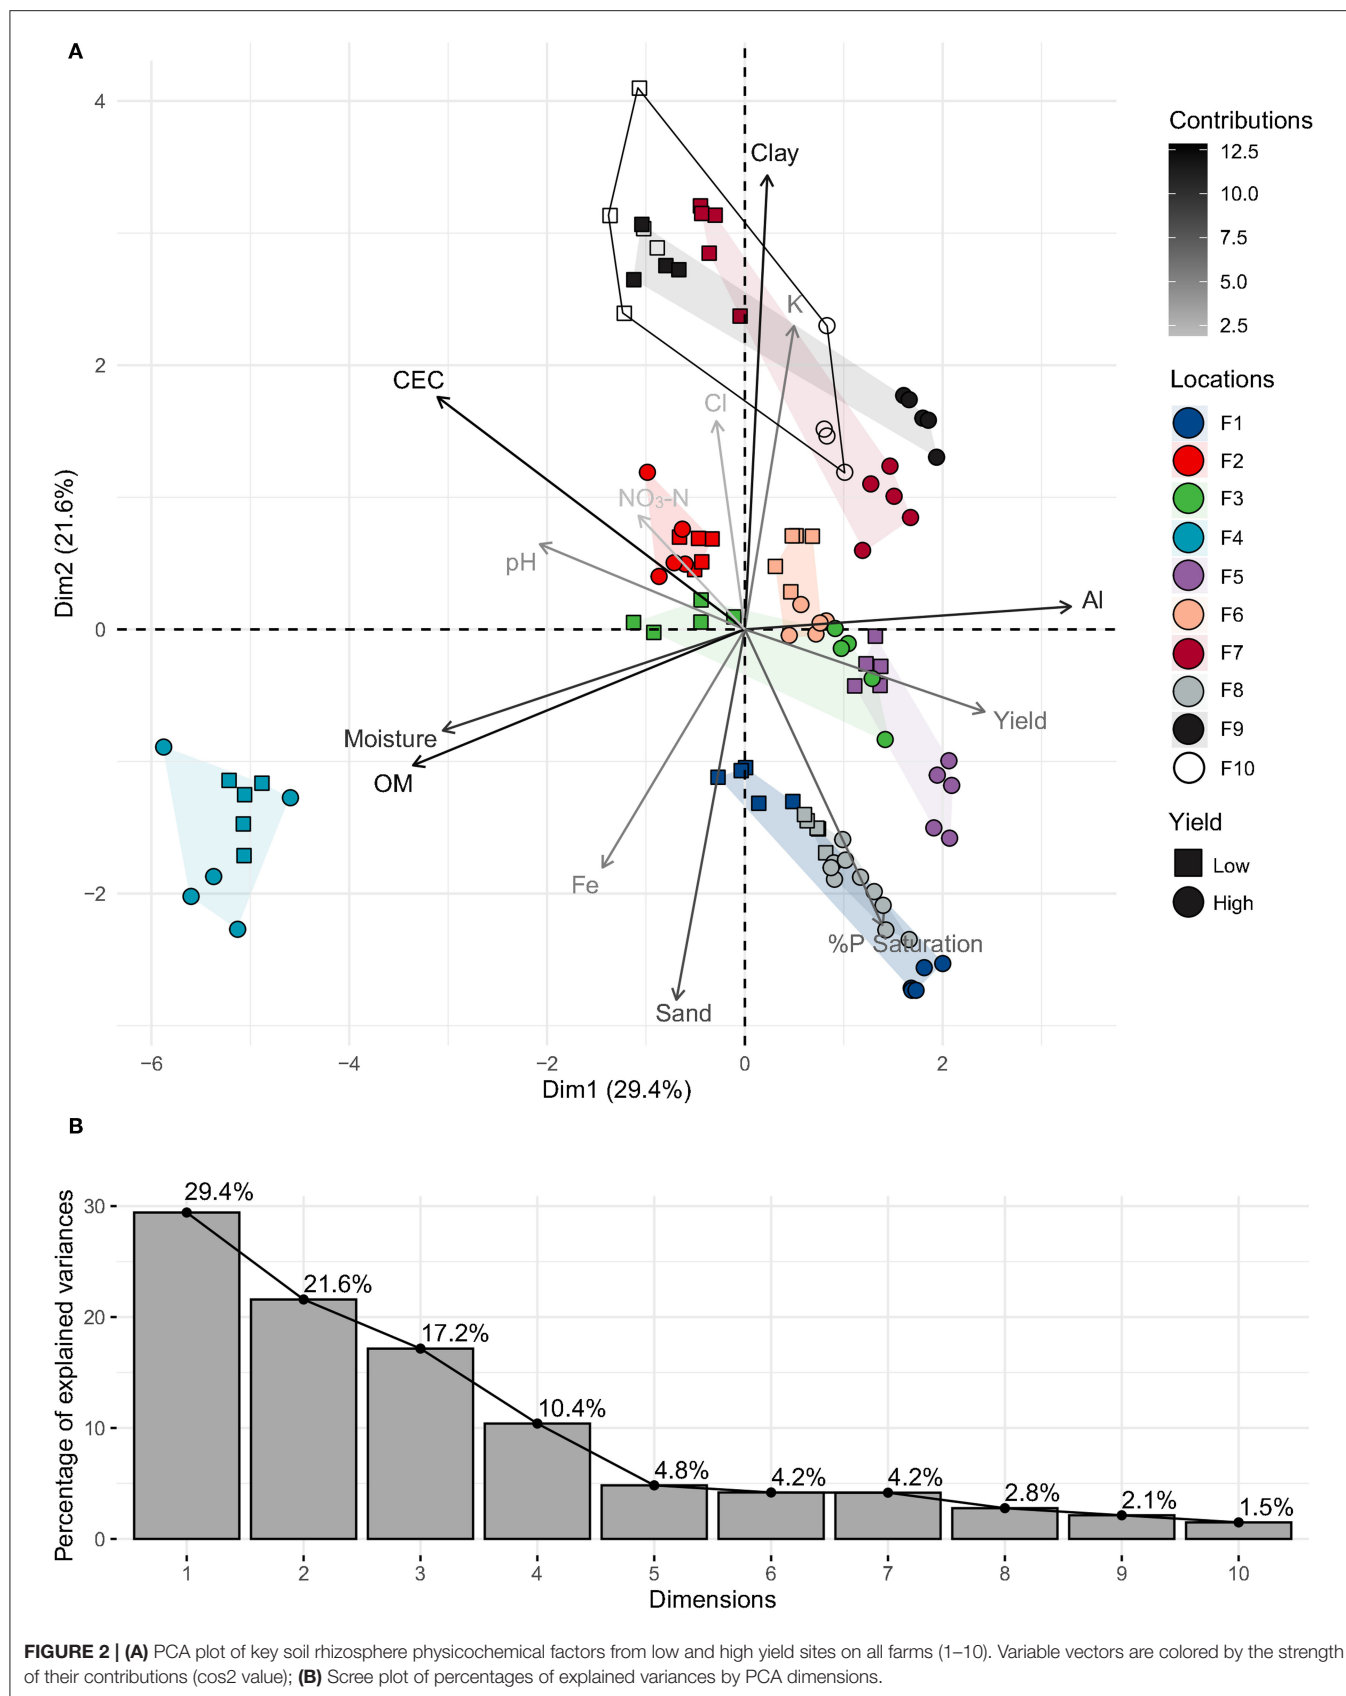 A
4
2
0
−2
−6
−4
−2
0
2
Dim2 (21.6%)
Dim1 (29.4%)
Clay
K
CEC
Cl
NO₃-N
pH
Al
Yield
Moisture
OM
Fe
%P Saturation
Sand
Contributions
12.5
10.0
7.5
5.0
2.5
Locations
F1
F2
F3
F4
F5
F6
F7
F8
F9
F10
Yield
Low
High
B
Percentage of explained variances
30
20
10
0
29.4%
21.6%
17.2%
10.4%
4.8%
4.2%
4.2%
2.8%
2.1%
1.5%
1
2
3
4
5
6
7
8
9
10
Dimensions
FIGURE 2 | (A) PCA plot of key soil rhizosphere physicochemical factors from low and high yield sites on all farms (1–10). Variable vectors are colored by the strength
of their contributions (cos2 value); (B) Scree plot of percentages of explained variances by PCA dimensions.